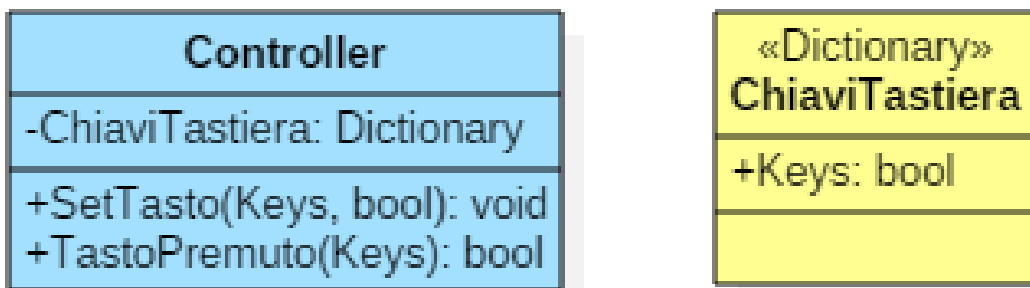 Controller
-ChiaviTastiera: Dictionary
+SetTasto(Keys, bool): void
+TastoPremuto(Keys): bool
«Dictionary»
ChiaviTastiera
+Keys: bool